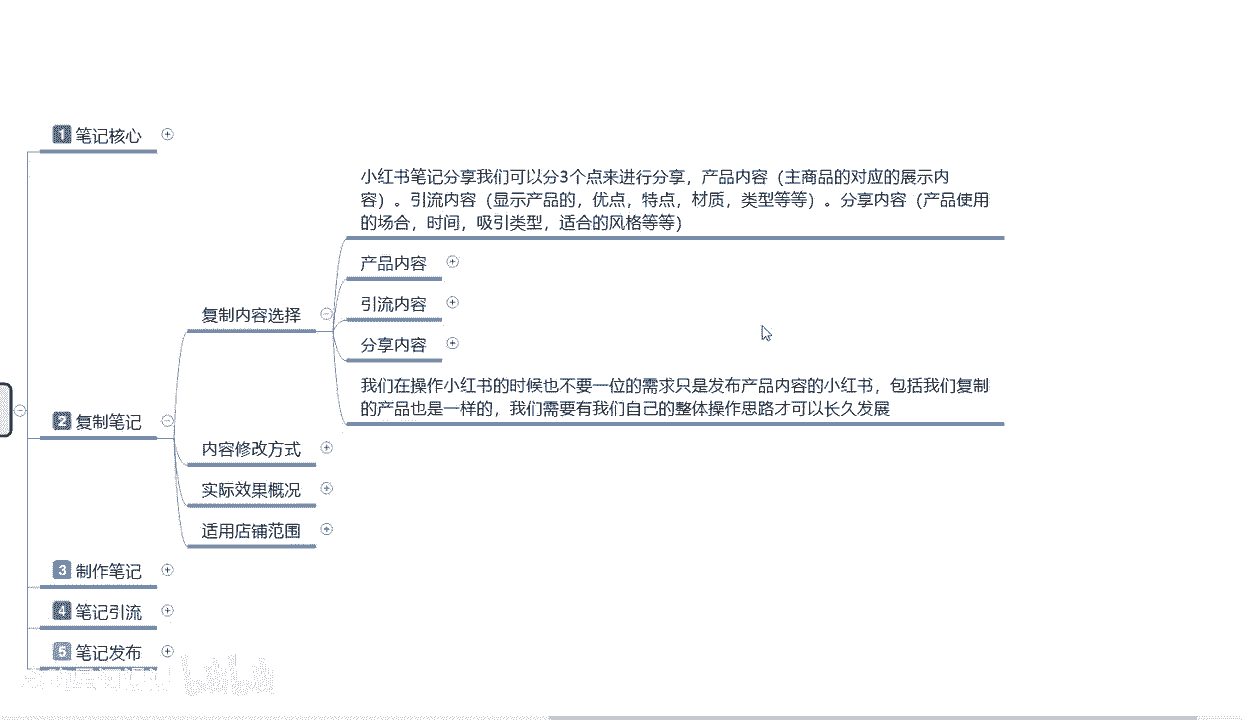 1 笔记核心
小红书笔记分享我们可以分3个点来进行分享，产品内容（主商品的对应的展示内
容）。引流内容（显示产品的，优点，特点，材质，类型等等）。分享内容（产品使用
的场合，时间，吸引类型，适合的风格等等）
产品内容
引流内容
复制内容选择
分享内容
我们在操作小红书的时候也不要一位的需求只是发布产品内容的小红书，包括我们复制
的产品也是一样的，我们需要有我们自己的整体操作思路才可以长久发展
2 复制笔记
内容修改方式
实际效果概况
适用店铺范围
3 制作笔记
4 笔记引流
5 笔记发布